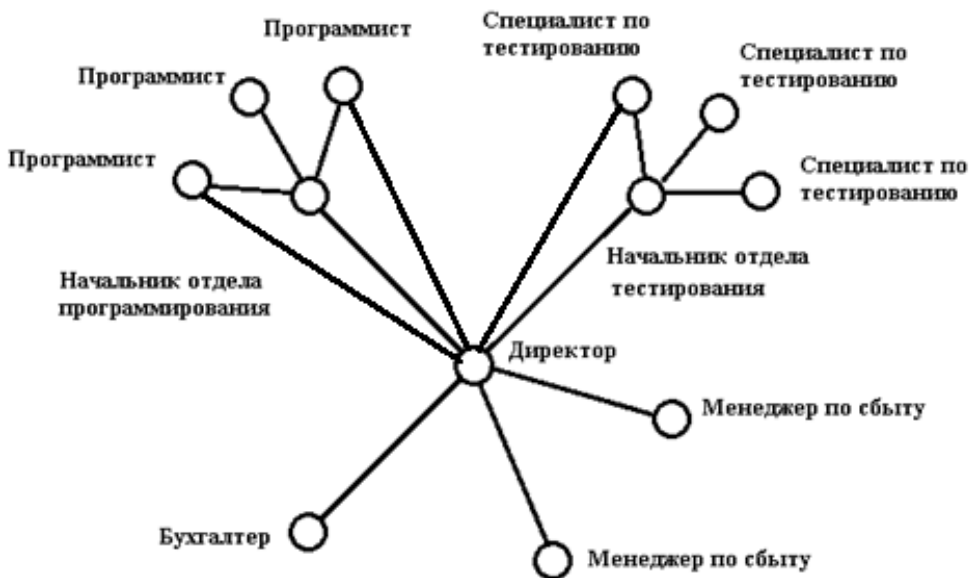 Программист
Специалист по
тестированию
Программист
Специалист по
тестированию
Программист
Специалист по
тестированию
Начальник отдела
программирования
Начальник отдела
тестирования
Директор
Менеджер по сбыту
Бухгалтер
Менеджер по сбыту